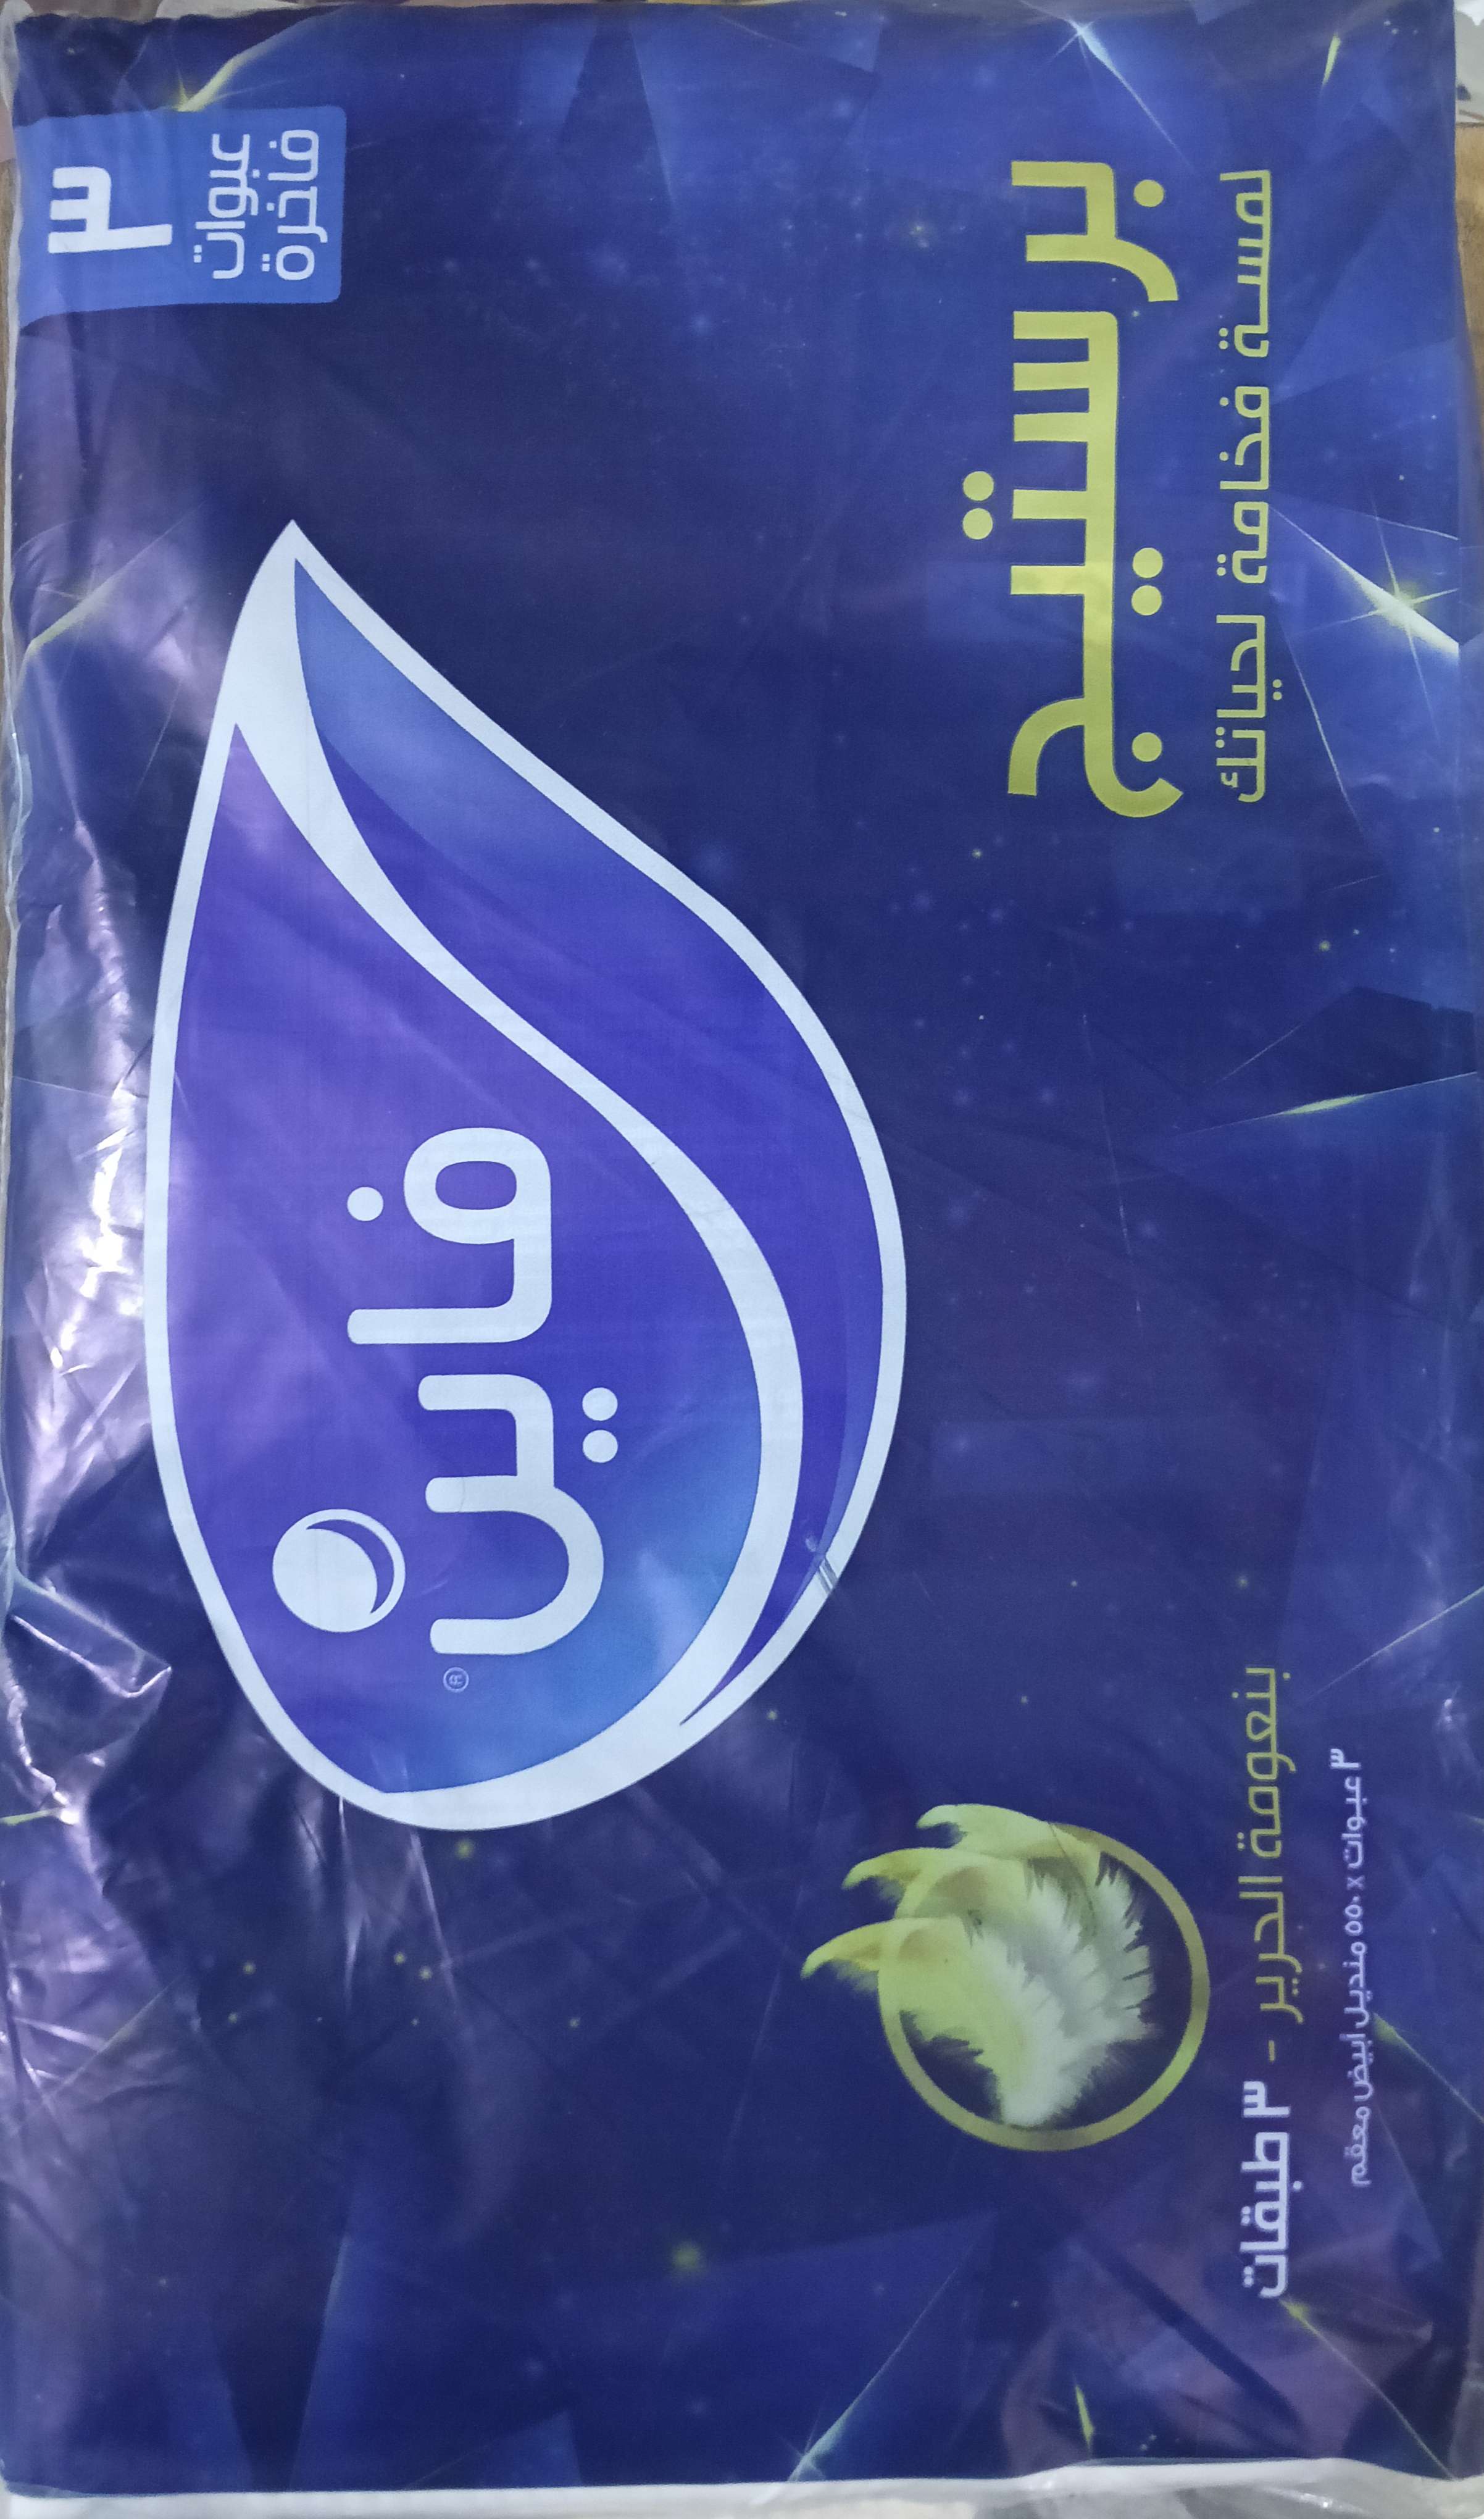 ٣
عبوات
فاخرة
فاين
®
برستيج
لمسة فخامة لحياتك
بنعومة الحرير - ٣ طبقات
٣ عبوات x ٥٥٠ منديل أبيض معقم